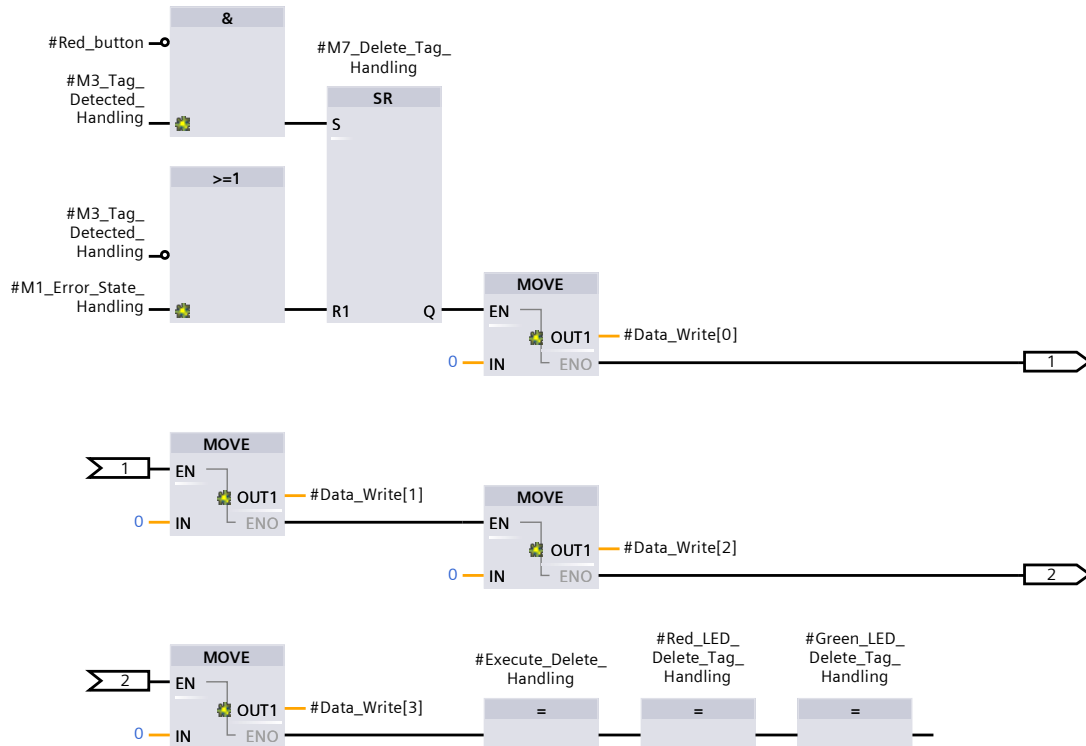 &
#Red_button
#M3_Tag_
Detected_
Handling
#M7_Delete_Tag_
Handling
SR
S
>=1
#M3_Tag_
Detected_
Handling
#M1_Error_State_
Handling
R1 Q
MOVE
EN
OUT1 #Data_Write[0]
0 IN ENO
1
MOVE
1 EN
OUT1 #Data_Write[1]
0 IN ENO
MOVE
EN
OUT1 #Data_Write[2]
0 IN ENO
2
MOVE
2 EN
OUT1 #Data_Write[3]
0 IN ENO
#Execute_Delete_
Handling
=
#Red_LED_
Delete_Tag_
Handling
=
#Green_LED_
Delete_Tag_
Handling
=